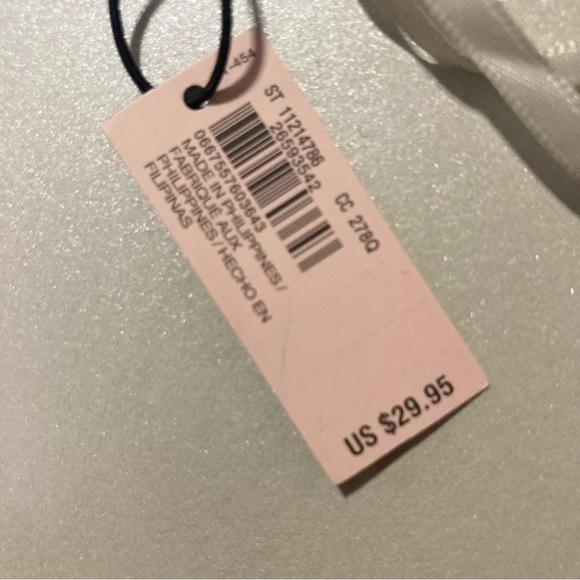 -454
ST 11214786 CC 278Q
26593542
0667557603643
MADE IN PHILIPPINES /
FABRIQUÉ AUX
PHILIPPINES / HECHO EN
FILIPINAS
US $29.95